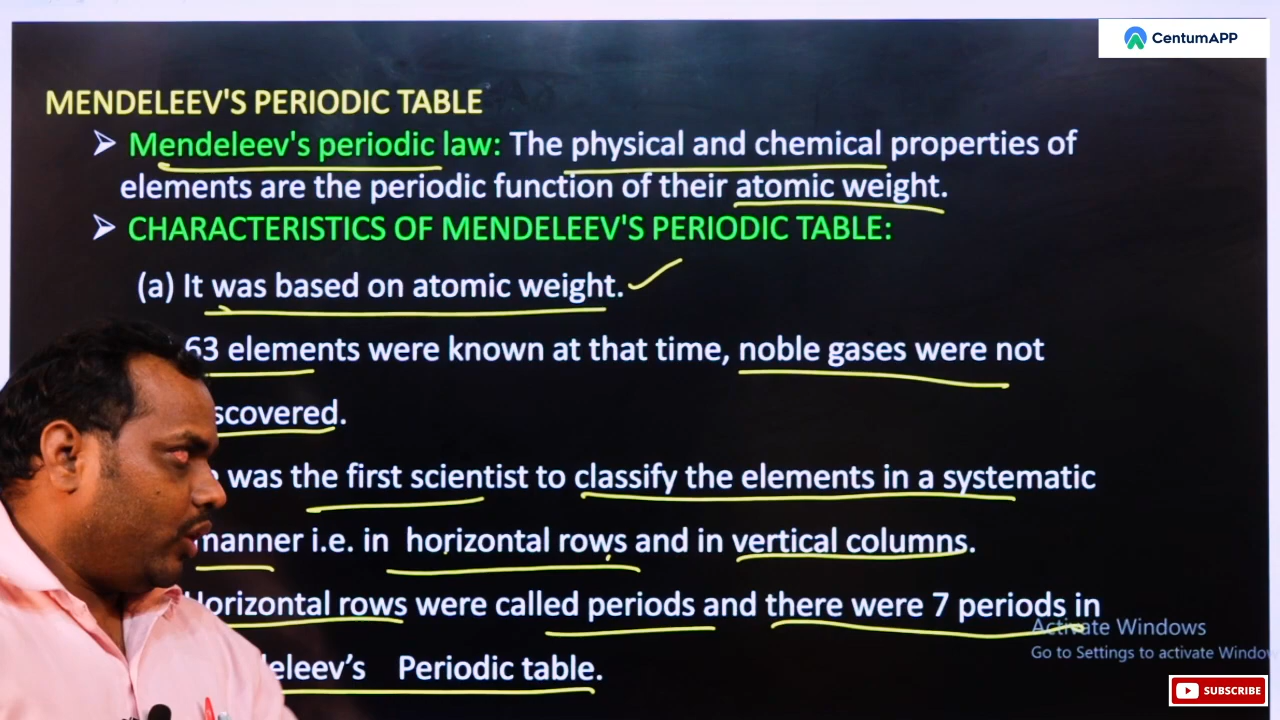 CentumAPP
MENDELEEV'S PERIODIC TABLE
Mendeleev's periodic law: The physical and chemical properties of
elements are the periodic function of their atomic weight.
CHARACTERISTICS OF MENDELEEV'S PERIODIC TABLE:
(a) It was based on atomic weight.
63 elements were known at that time, noble gases were not
scovered.
was the first scientist to classify the elements in a systematic
manner i.e. in horizontal rows and in vertical columns.
Horizontal rows were called periods and there were 7 periods in
eleev’s Periodic table.
Activate Windows
Go to Settings to activate Window
SUBSCRIBE